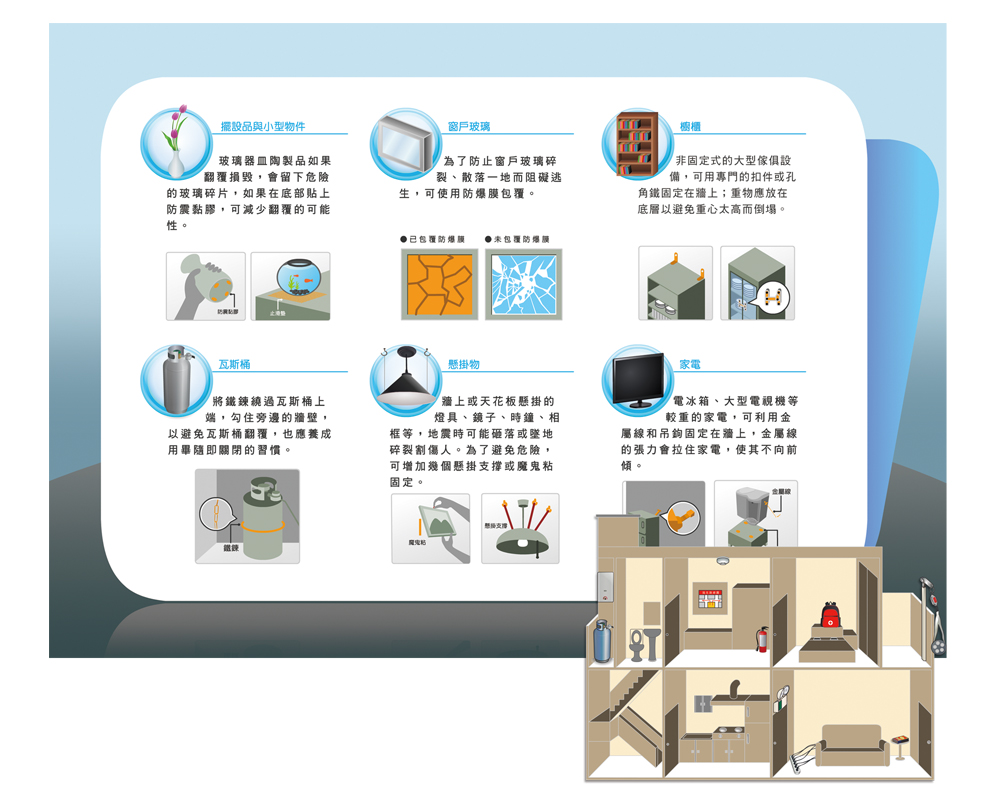 擺設品與小型物件
玻璃器皿陶製品如果
翻覆損毀，會留下危險
的玻璃碎片，如果在底部貼上
防震黏膠，可減少翻覆的可能
性。
防震黏膠
止滑墊
窗戶玻璃
為了防止窗戶玻璃碎
裂、散落一地而阻礙逃
生，可使用防爆膜包覆。
●已包覆防爆膜 ●未包覆防爆膜
櫥櫃
非固定式的大型傢俱設
備，可用專門的扣件或孔
角鐵固定在牆上；重物應放在
底層以避免重心太高而倒塌。
瓦斯桶
將鐵鍊繞過瓦斯桶上
端，勾住旁邊的牆壁，
以避免瓦斯桶翻覆，也應養成
用畢隨即關閉的習慣。
鐵鍊
懸掛物
牆上或天花板懸掛的
燈具、鏡子、時鐘、相
框等，地震時可能砸落或墜地
碎裂割傷人。為了避免危險，
可增加幾個懸掛支撐或魔鬼粘
固定。
魔鬼粘
懸掛支撐
家電
電冰箱、大型電視機等
較重的家電，可利用金
屬線和吊鉤固定在牆上，金屬線
的張力會拉住家電，使其不向前
傾。
金屬線